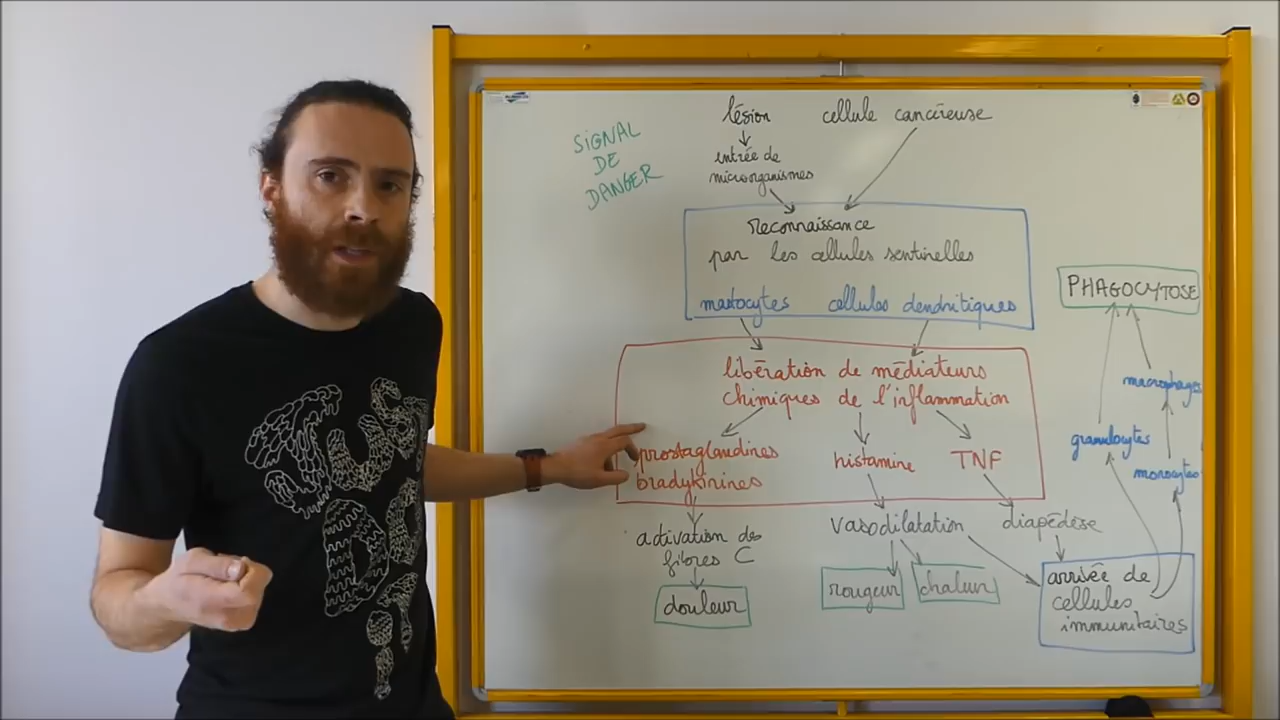 SIGNAL
DE
DANGER
lésion
cellule cancéreuse
entrée de
microorganismes
reconnaissance
par les cellules sentinelles
mastocytes cellules dendritiques
libération de médiateurs
chimiques de l'inflammation
prostaglandines
bradykinines
histamine
TNF
activation des
fibres C
douleur
vasodilatation
rougeur
chaleur
diapédèse
arrivée de
cellules
immunitaires
granulocytes
monocytes
macrophages
PHAGOCYTOSE